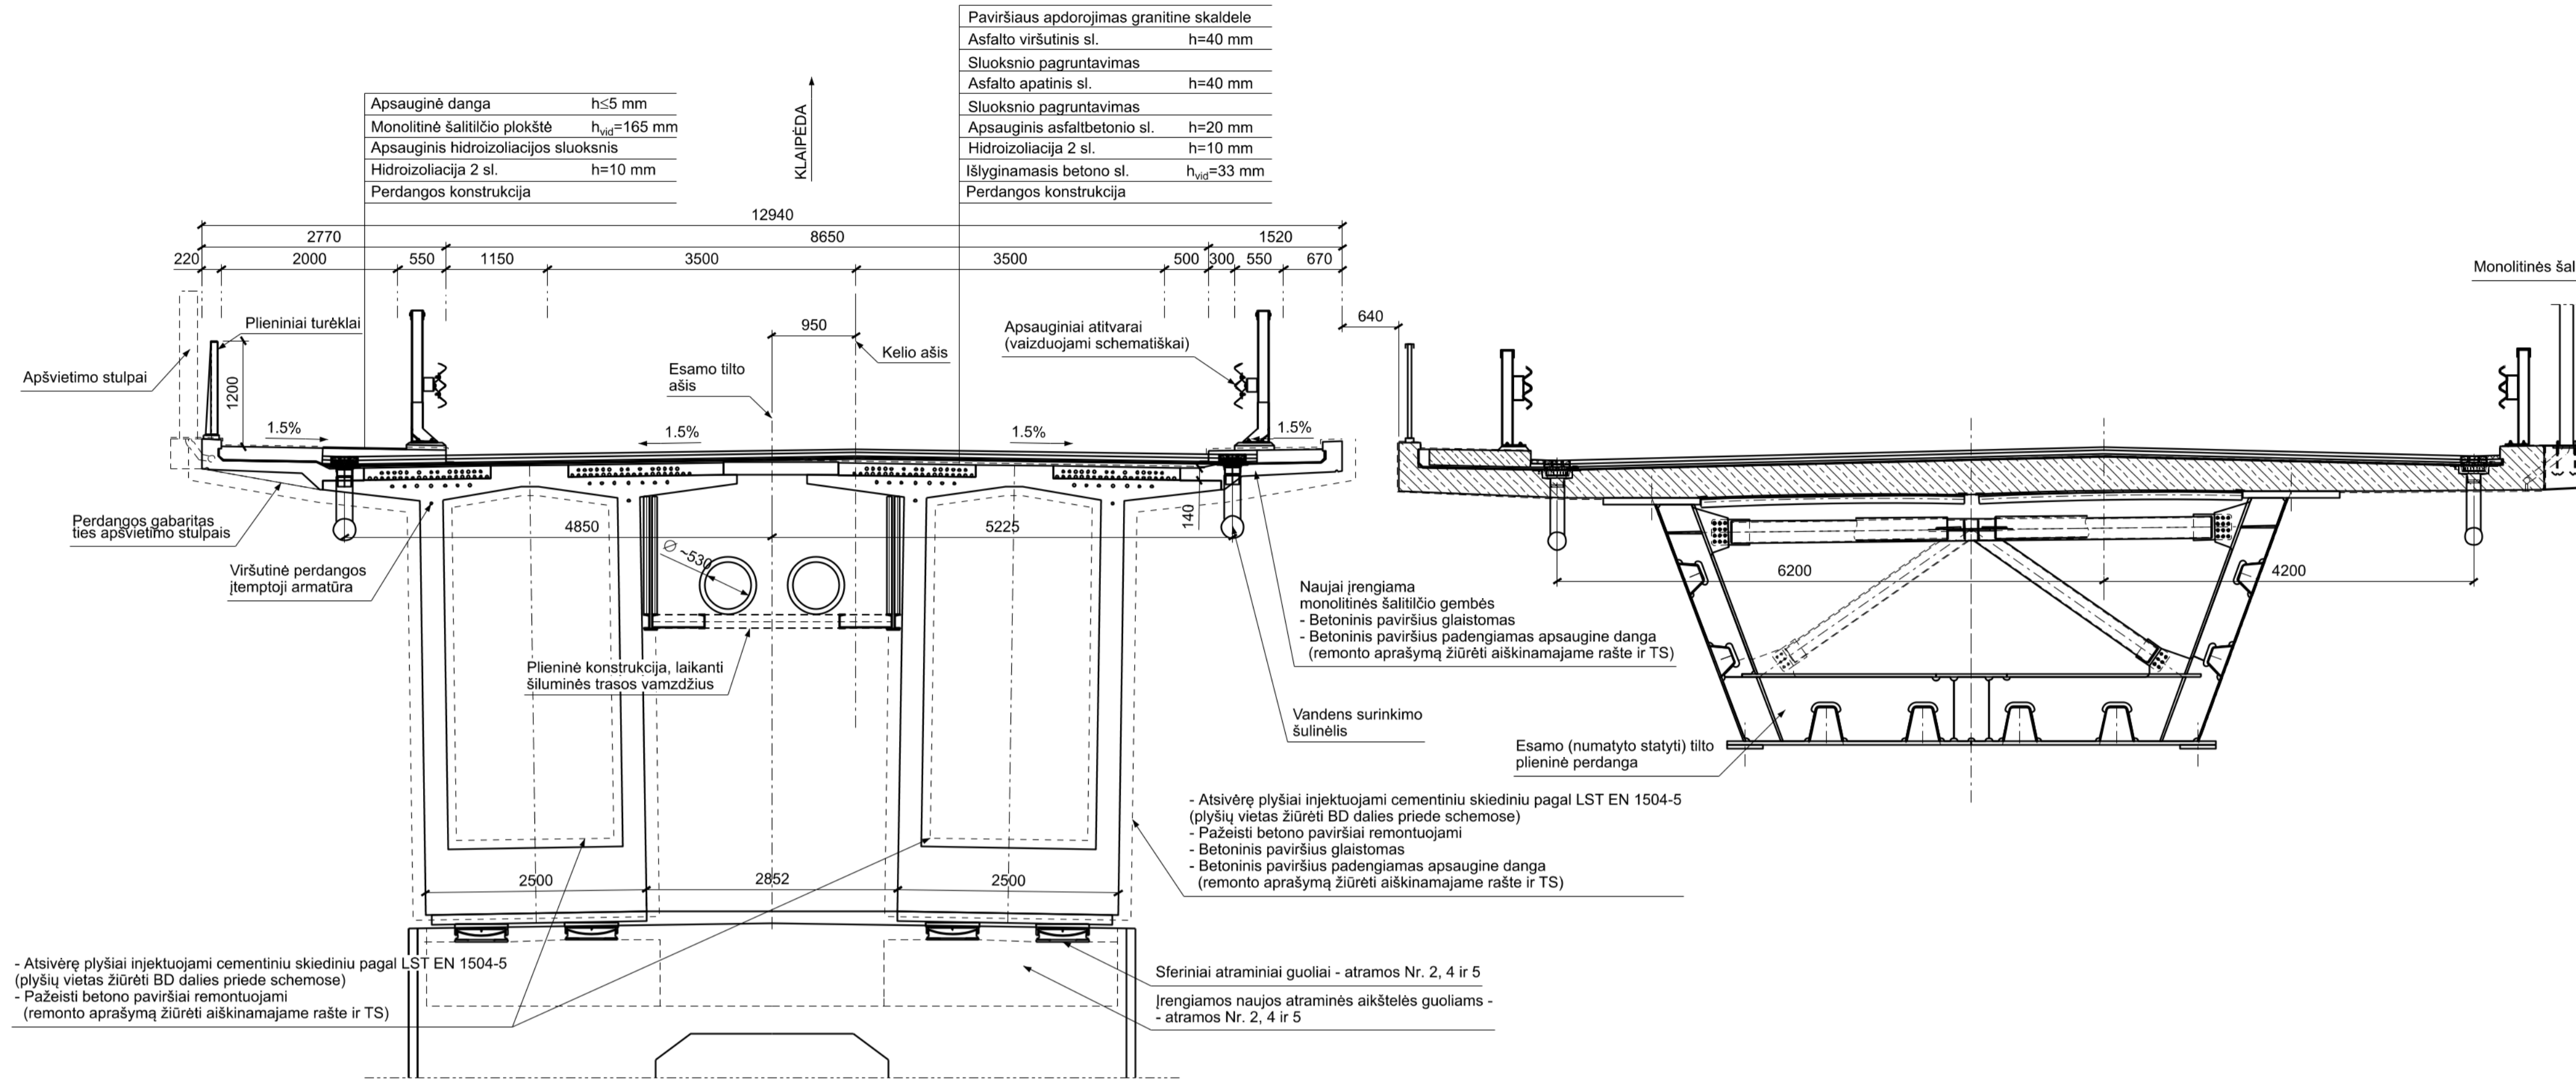 Paviršiaus apdorojimas granitine skaldele
Asfalto viršutinis sl. h=40 mm
Sluoksnio pagruntavimas
Asfalto apatinis sl. h=40 mm
Sluoksnio pagruntavimas
Apsauginis asfaltbetonio sl. h=20 mm
Hidroizoliacija 2 sl. h=10 mm
Išlyginamasis betono sl. hvid=33 mm
Perdangos konstrukcija
Apsauginė danga h≤5 mm
Monolitinė šalitilčio plokštė hvid=165 mm
Apsauginis hidroizoliacijos sluoksnis
Hidroizoliacija 2 sl. h=10 mm
Perdangos konstrukcija
KLAIPĖDA
12940
2770 8650 1520
220 2000 550 1150 3500 3500 500 300 550 670
Monolitinės šal
640
950
Plieniniai turėklai
Apšvietimo stulpai
1200
Esamo tilto
ašis
Kelio ašis
Apsauginiai atitvarai
(vaizduojami schematiškai)
1.5% 1.5% 1.5% 1.5%
Perdangos gabaritas
ties apšvietimo stulpais
Viršutinė perdangos
įtemptoji armatūra
4850 5225
140
∅ ~530
6200 4200
Plieninė konstrukcija, laikanti
šiluminės trasos vamzdžius
Naujai įrengiama
monolitinės šalitilčio gembės
- Betoninis paviršius glaistomas
- Betoninis paviršius padengiamas apsaugine danga
(remonto aprašymą žiūrėti aiškinamajame rašte ir TS)
Vandens surinkimo
šulinėlis
Esamo (numatyto statyti) tilto
plieninė perdanga
- Atsivėrę plyšiai injektuojami cementiniu skiediniu pagal LST EN 1504-5
(plyšių vietas žiūrėti BD dalies priede schemose)
- Pažeisti betono paviršiai remontuojami
- Betoninis paviršius glaistomas
- Betoninis paviršius padengiamas apsaugine danga
(remonto aprašymą žiūrėti aiškinamajame rašte ir TS)
2500 2852 2500
- Atsivėrę plyšiai injektuojami cementiniu skiediniu pagal LST EN 1504-5
(plyšių vietas žiūrėti BD dalies priede schemose)
- Pažeisti betono paviršiai remontuojami
(remonto aprašymą žiūrėti aiškinamajame rašte ir TS)
Sferiniai atraminiai guoliai - atramos Nr. 2, 4 ir 5
Įrengiamos naujos atraminės aikštelės guoliams -
- atramos Nr. 2, 4 ir 5